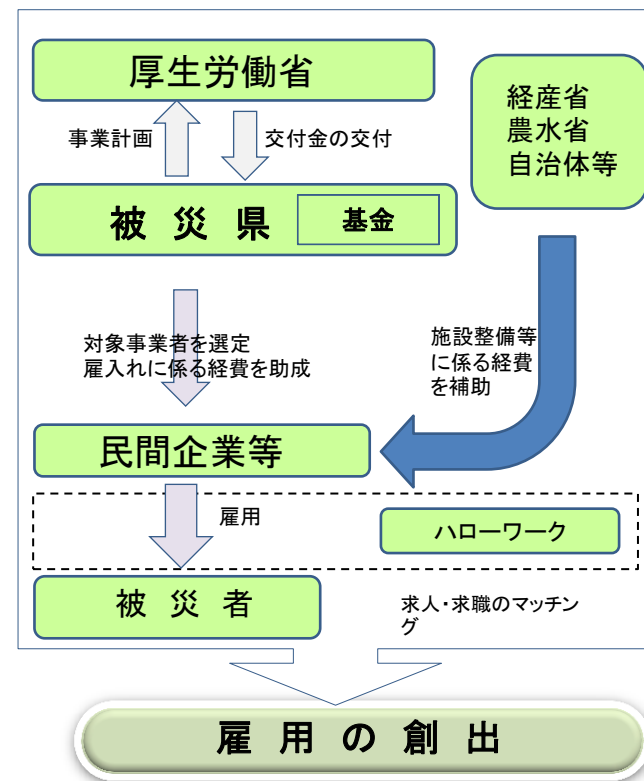 厚生労働省
経産省
農水省
自治体等
事業計画
交付金の交付
被災県
基金
対象事業者を選定
雇入れに係る経費を助成
施設整備等
に係る経費
を補助
民間企業等
雇用
ハローワーク
被災者
求人・求職のマッチン
グ
雇用の創出